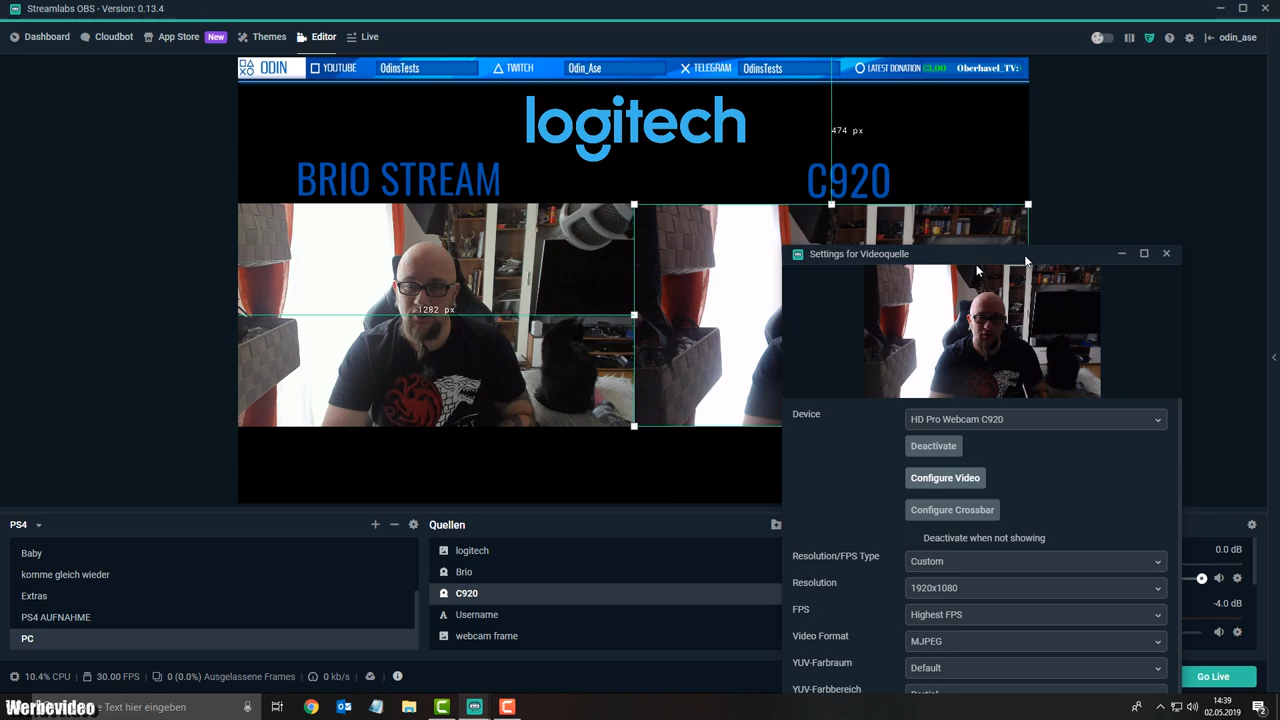 Streamlabs OBS - Version: 0.13.4
Dashboard Cloudbot App Store New Themes Editor Live odin_ase
ODIN YOUTUBE OdinsTests TWITCH Odin_Ase TELEGRAM OdinsTests LATEST DONATION €3.00 Oberhavel_TV:
logitech
474 px
BRIO STREAM C920
1282 px
Settings for Videoquelle
Device HD Pro Webcam C920
Deactivate
Configure Video
Configure Crossbar
Deactivate when not showing
Resolution/FPS Type Custom
Resolution 1920x1080
FPS Highest FPS
Video Format MJPEG
YUV-Farbraum Default
YUV-Farbbereich Partial
PS4
Baby
komme gleich wieder
Extras
PS4 AUFNAHME
PC
Quellen
logitech
Brio
C920
Username
webcam frame
0.0 dB
-4.0 dB
10.4% CPU 30.00 FPS 0 (0.0%) Ausgelassene Frames 0 kb/s
Go Live
Werbevideo
Text hier eingeben
14:39
02.05.2019
2